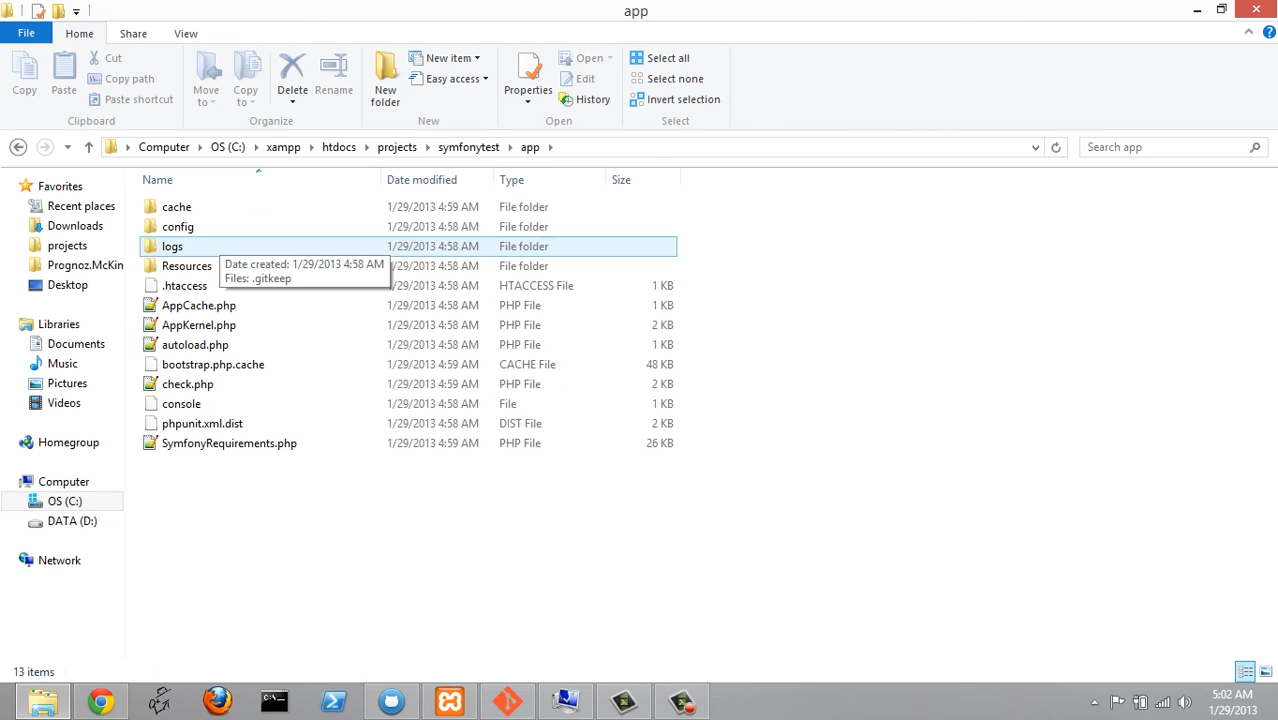 app
File Home Share View
Copy
Paste
Cut
Copy path
Paste shortcut
Clipboard
Move to
Copy to
Delete
Rename
Organize
New folder
New item
Easy access
New
Properties
Open
Edit
History
Open
Select all
Select none
Invert selection
Select
Computer OS (C:) xampp htdocs projects symfonytest app
Search app
Favorites
Recent places
Downloads
projects
Prognoz.McKin
Desktop
Libraries
Documents
Music
Pictures
Videos
Homegroup
Computer
OS (C:)
DATA (D:)
Network
Name Date modified Type Size
cache 1/29/2013 4:59 AM File folder
config 1/29/2013 4:58 AM File folder
logs 1/29/2013 4:58 AM File folder
Resources 1/29/2013 4:58 AM File folder
Date created: 1/29/2013 4:58 AM
Files: .gitkeep
.htaccess 1/29/2013 4:58 AM HTACCESS File 1 KB
AppCache.php 1/29/2013 4:58 AM PHP File 1 KB
AppKernel.php 1/29/2013 4:58 AM PHP File 2 KB
autoload.php 1/29/2013 4:58 AM PHP File 1 KB
bootstrap.php.cache 1/29/2013 4:59 AM CACHE File 48 KB
check.php 1/29/2013 4:59 AM PHP File 2 KB
console 1/29/2013 4:58 AM File 1 KB
phpunit.xml.dist 1/29/2013 4:58 AM DIST File 2 KB
SymfonyRequirements.php 1/29/2013 4:59 AM PHP File 26 KB
13 items
5:02 AM
1/29/2013